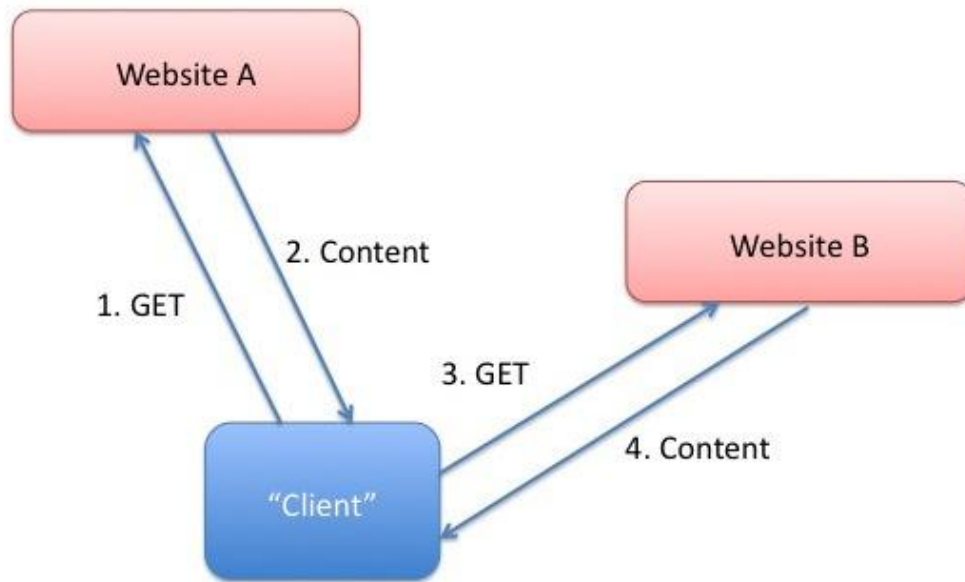 Website A
2. Content
Website B
1. GET
3. GET
4. Content
“Client”